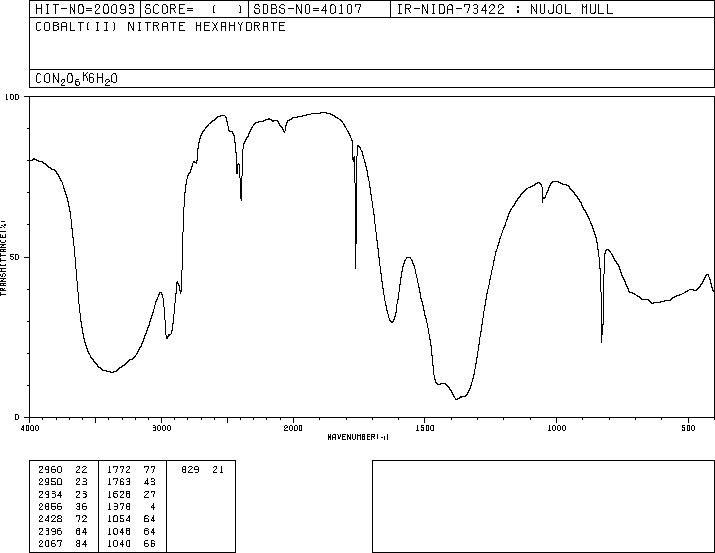 HIT-NO=20093 SCORE= ( ) SDBS-NO=40107 IR-NIDA-73422 : NUJOL MULL
COBALT(II) NITRATE HEXAHYDRATE
CON2O6*6H2O
100
50
0
TRANSMITTANCE(%)
4000 3000 2000 1500 1000 500
WAVENUMBER(-1)
2960 22 1772 77 829 21
2950 23 1763 43
2934 23 1628 27
2866 36 1378 4
2428 72 1054 64
2396 64 1048 64
2067 84 1040 66